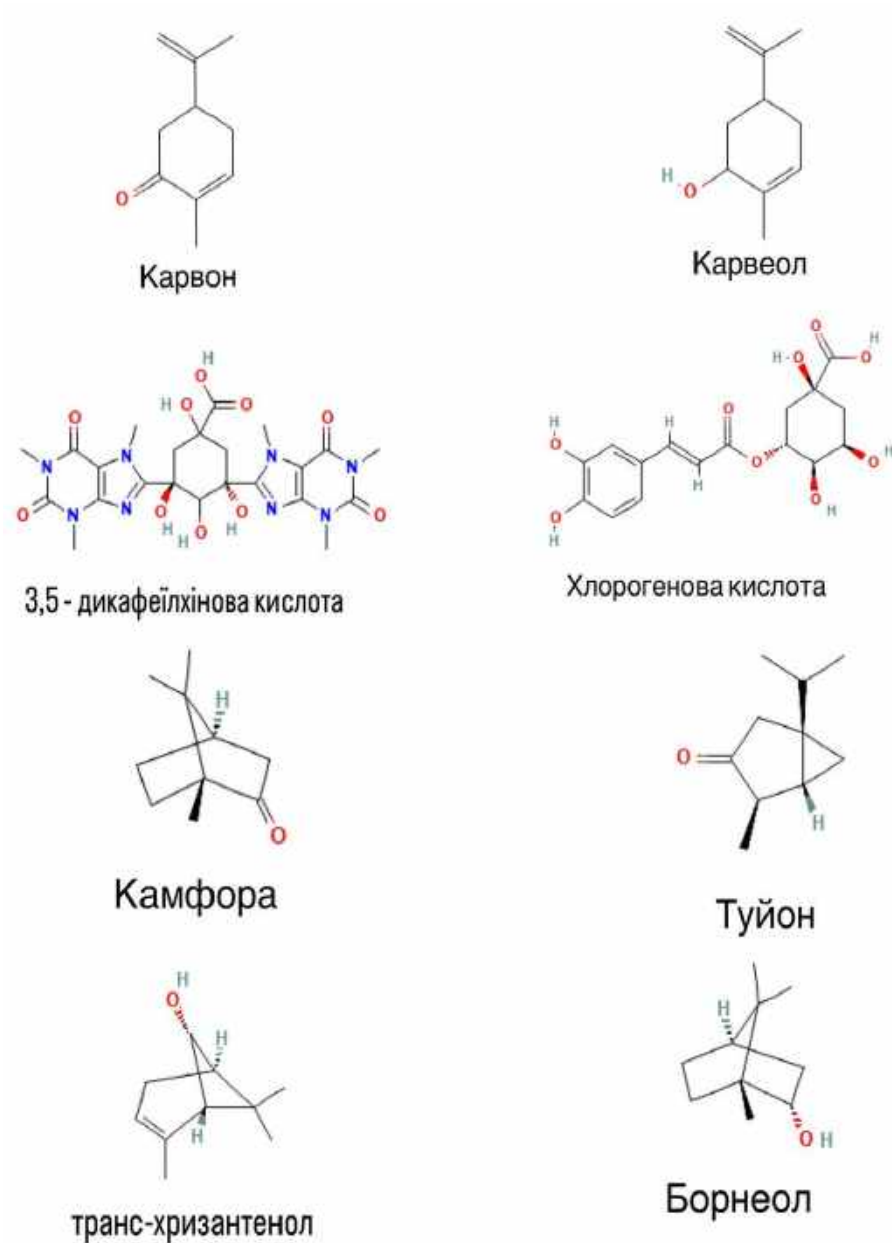 Карвон
Карвеол
3,5 - дикафеїлхінова кислота
Хлорогенова кислота
Камфора
Туйон
транс-хризантенол
Борнеол